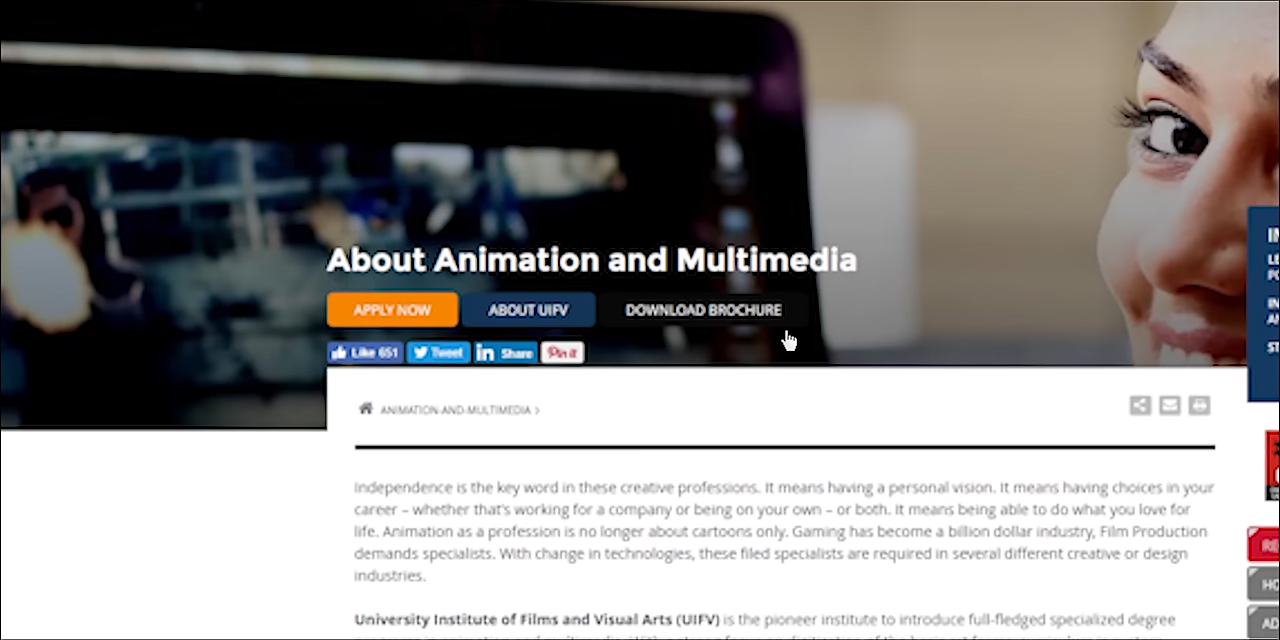 About Animation and Multimedia
APPLY NOW
ABOUT UIFV
DOWNLOAD BROCHURE
Like 651
Tweet
in Share
Pin it
ANIMATION-AND-MULTIMEDIA >
Independence is the key word in these creative professions. It means having a personal vision. It means having choices in your
career – whether that's working for a company or being on your own – or both. It means being able to do what you love for
life. Animation as a profession is no longer about cartoons only. Gaming has become a billion dollar industry, Film Production
demands specialists. With change in technologies, these filed specialists are required in several different creative or design
industries.
University Institute of Films and Visual Arts (UIFV) is the pioneer institute to introduce full-fledged specialized degree